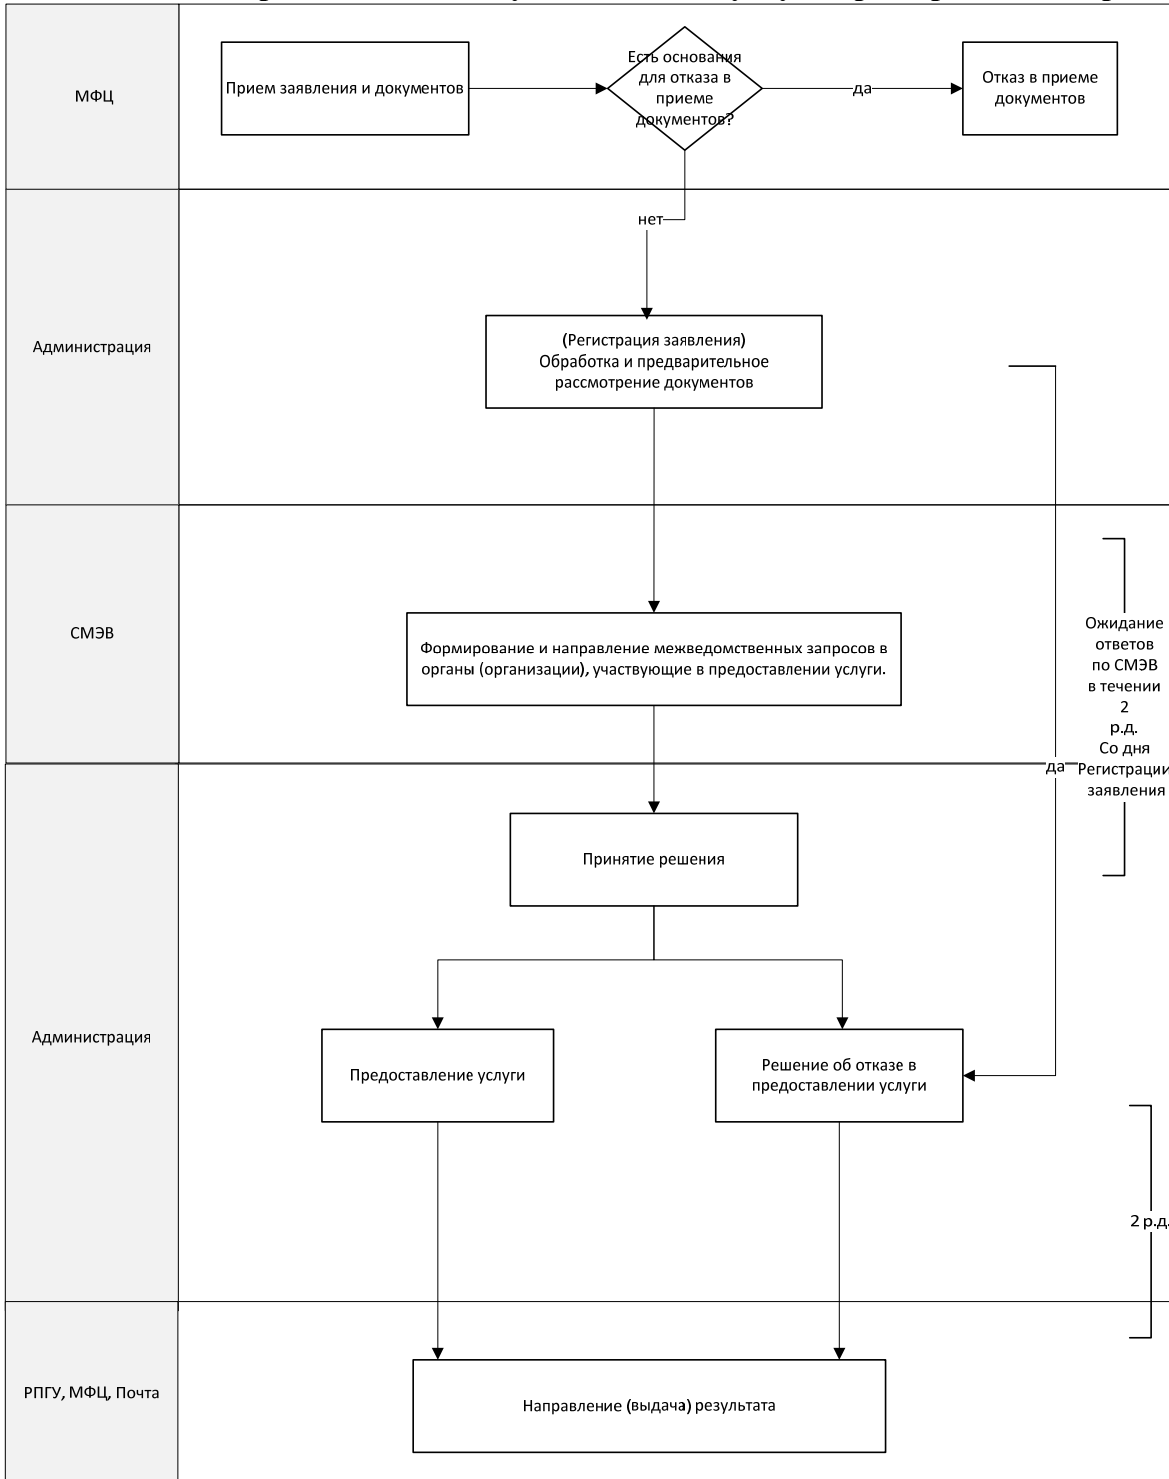 МФЦ
Прием заявления и документов
Есть основания
для отказа в
приеме
документов?
да
Отказ в приеме
документов
нет
Администрация
(Регистрация заявления)
Обработка и предварительное
рассмотрение документов
СМЭВ
Формирование и направление межведомственных запросов в
органы (организации), участвующие в предоставлении услуги.
Ожидание
ответов
по СМЭВ
в течении
2
р.д.
Со дня
Регистрации
заявления
да
Администрация
Принятие решения
Предоставление услуги
Решение об отказе в
предоставлении услуги
2 р.д.
РПГУ, МФЦ, Почта
Направление (выдача) результата